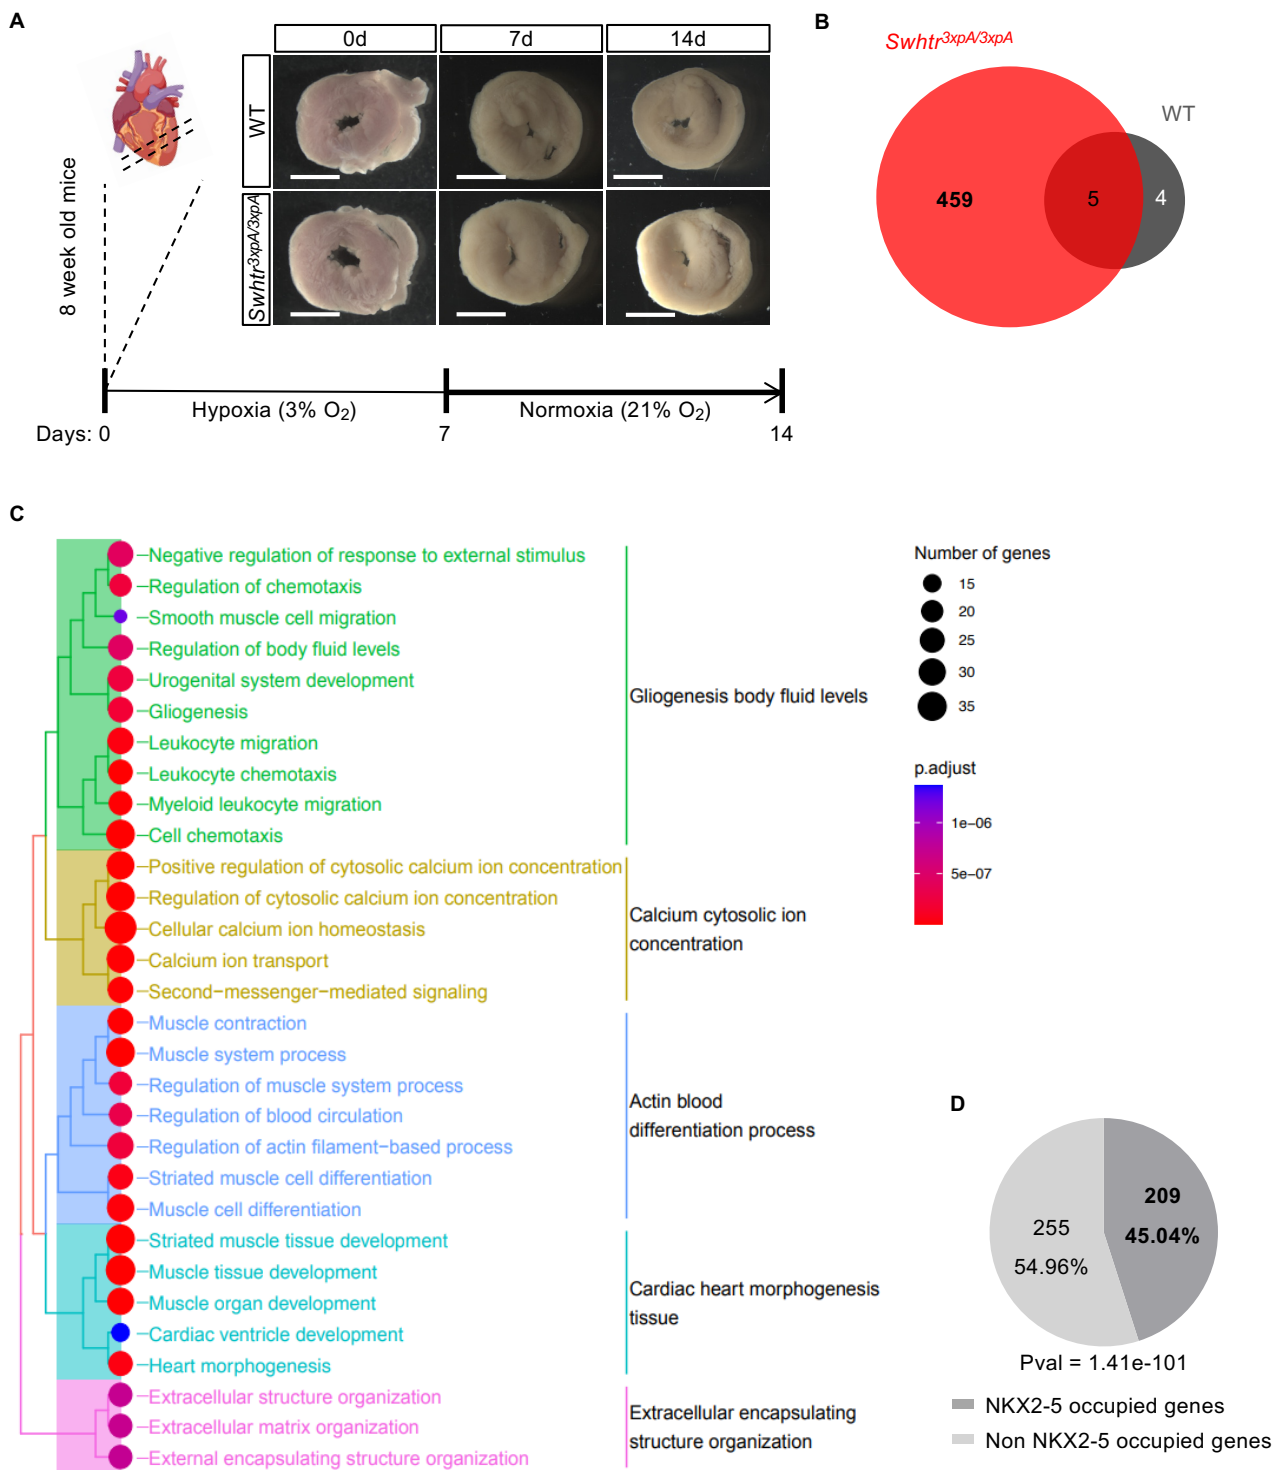 A
0d
7d
14d
WT
Swhtr3xpA/3xpA
8 week old mice
Hypoxia (3% O2)
Normoxia (21% O2)
Days: 0
7
14
B
Swhtr3xpA/3xpA
WT
459
5
4
C
Negative regulation of response to external stimulus
Regulation of chemotaxis
Smooth muscle cell migration
Regulation of body fluid levels
Urogenital system development
Gliogenesis
Leukocyte migration
Leukocyte chemotaxis
Myeloid leukocyte migration
Cell chemotaxis
Positive regulation of cytosolic calcium ion concentration
Regulation of cytosolic calcium ion concentration
Cellular calcium ion homeostasis
Calcium ion transport
Second-messenger-mediated signaling
Muscle contraction
Muscle system process
Regulation of muscle system process
Regulation of blood circulation
Regulation of actin filament-based process
Striated muscle cell differentiation
Muscle cell differentiation
Striated muscle tissue development
Muscle tissue development
Muscle organ development
Cardiac ventricle development
Heart morphogenesis
Extracellular structure organization
Extracellular matrix organization
External encapsulating structure organization
Gliogenesis body fluid levels
Calcium cytosolic ion
concentration
Actin blood
differentiation process
Cardiac heart morphogenesis
tissue
Extracellular encapsulating
structure organization
Number of genes
15
20
25
30
35
p.adjust
1e-06
5e-07
D
209
45.04%
255
54.96%
Pval = 1.41e-101
NKX2-5 occupied genes
Non NKX2-5 occupied genes